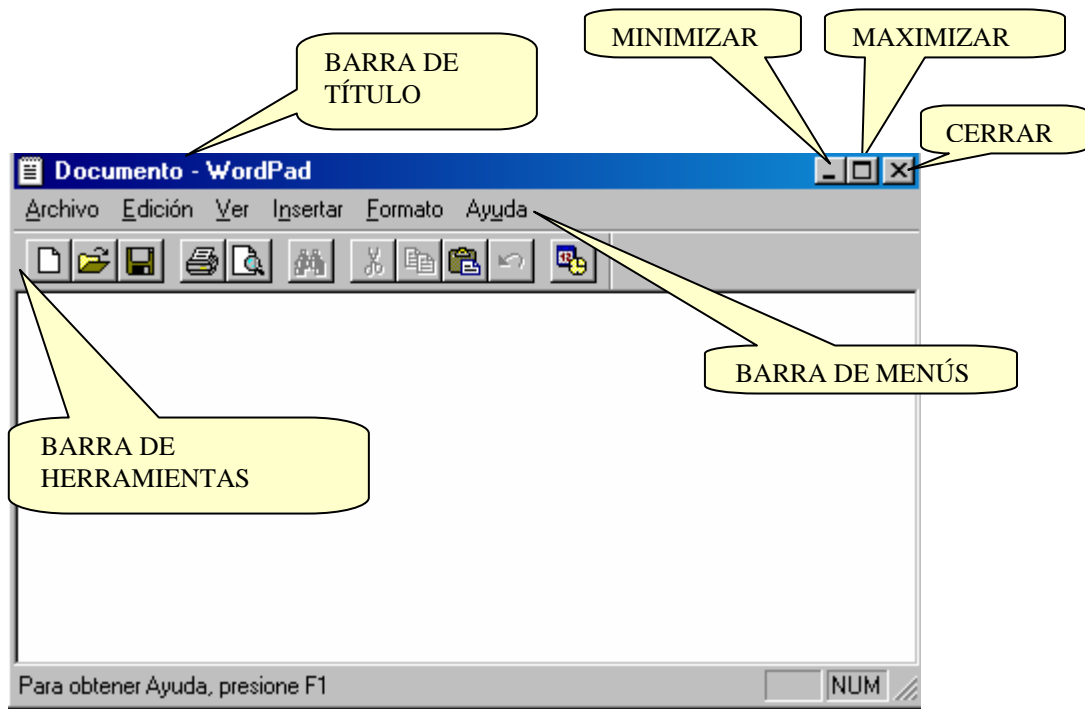 MINIMIZAR
MAXIMIZAR
BARRA DE
TÍTULO
CERRAR
Documento - WordPad
Archivo Edición Ver Insertar Formato Ayuda
12
BARRA DE MENÚS
BARRA DE
HERRAMIENTAS
Para obtener Ayuda, presione F1
NUM